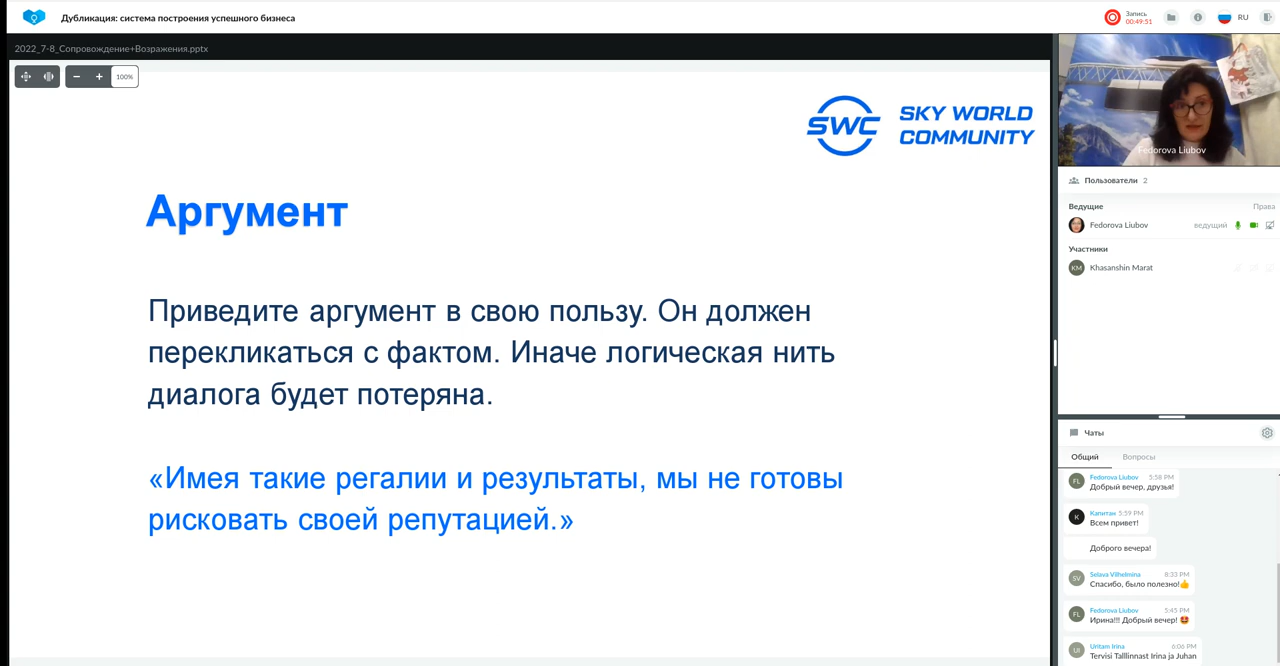 Дубликация: система построения успешного бизнеса
Запись
00:49:51
RU
2022_7-8_Сопровождение+Возражения.pptx
100%
SWC
SKY WORLD
COMMUNITY
Аргумент
Приведите аргумент в свою пользу. Он должен
перекликаться с фактом. Иначе логическая нить
диалога будет потеряна.
«Имея такие регалии и результаты, мы не готовы
рисковать своей репутацией.»
Fedorova Liubov
Пользователи 2
Ведущие Права
Fedorova Liubov ведущий
Участники
KM Khasanshin Marat
Чаты
Общий Вопросы
FL Fedorova Liubov 5:58 PM
Добрый вечер, друзья!
К Капитан 5:59 PM
Всем привет!
Доброго вечера!
SV Selava Vilhelmina 8:33 PM
Спасибо, было полезно!👍
FL Fedorova Liubov 5:45 PM
Ирина!!! Добрый вечер! 🤩
UI Uritam Irina 6:06 PM
Tervisi Talllinnast Irina ja Juhan